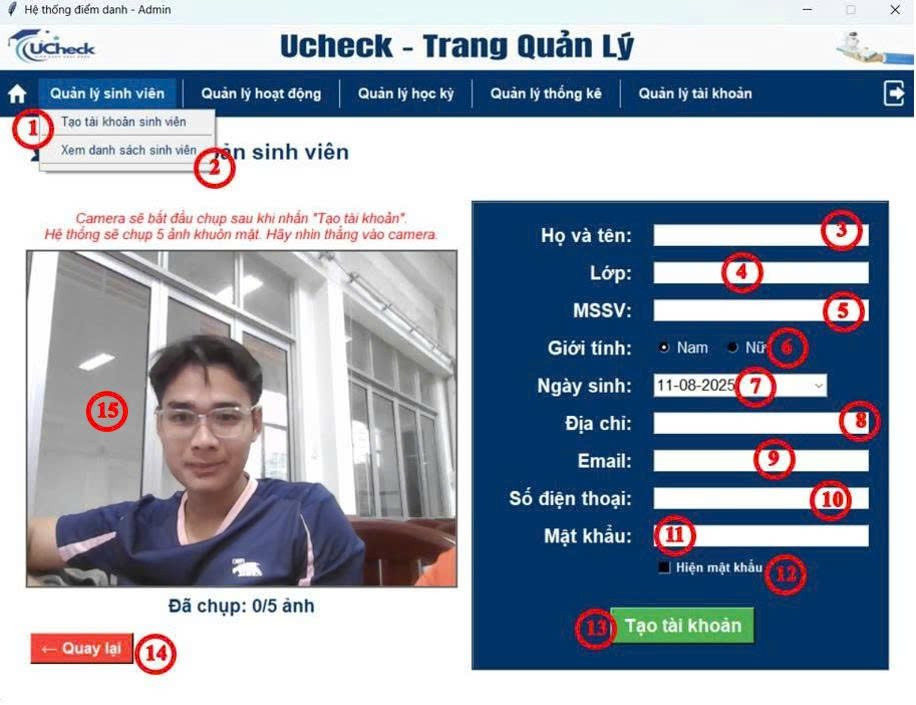 Hệ thống điểm danh - Admin
UCheck
Ucheck - Trang Quản Lý
Quản lý sinh viên
Quản lý hoạt động
Quản lý học kỳ
Quản lý thống kê
Quản lý tài khoản
1
Tạo tài khoản sinh viên
Xem danh sách sinh viên
2
sinh viên
Camera sẽ bắt đầu chụp sau khi nhấn "Tạo tài khoản".
Hệ thống sẽ chụp 5 ảnh khuôn mặt. Hãy nhìn thẳng vào camera.
15
Đã chụp: 0/5 ảnh
← Quay lại
14
Họ và tên:
3
Lớp:
4
MSSV:
5
Giới tính:
Nam
Nữ
6
Ngày sinh:
11-08-2025
7
Địa chỉ:
8
Email:
9
Số điện thoại:
10
Mật khẩu:
11
Hiện mật khẩu
12
13
Tạo tài khoản